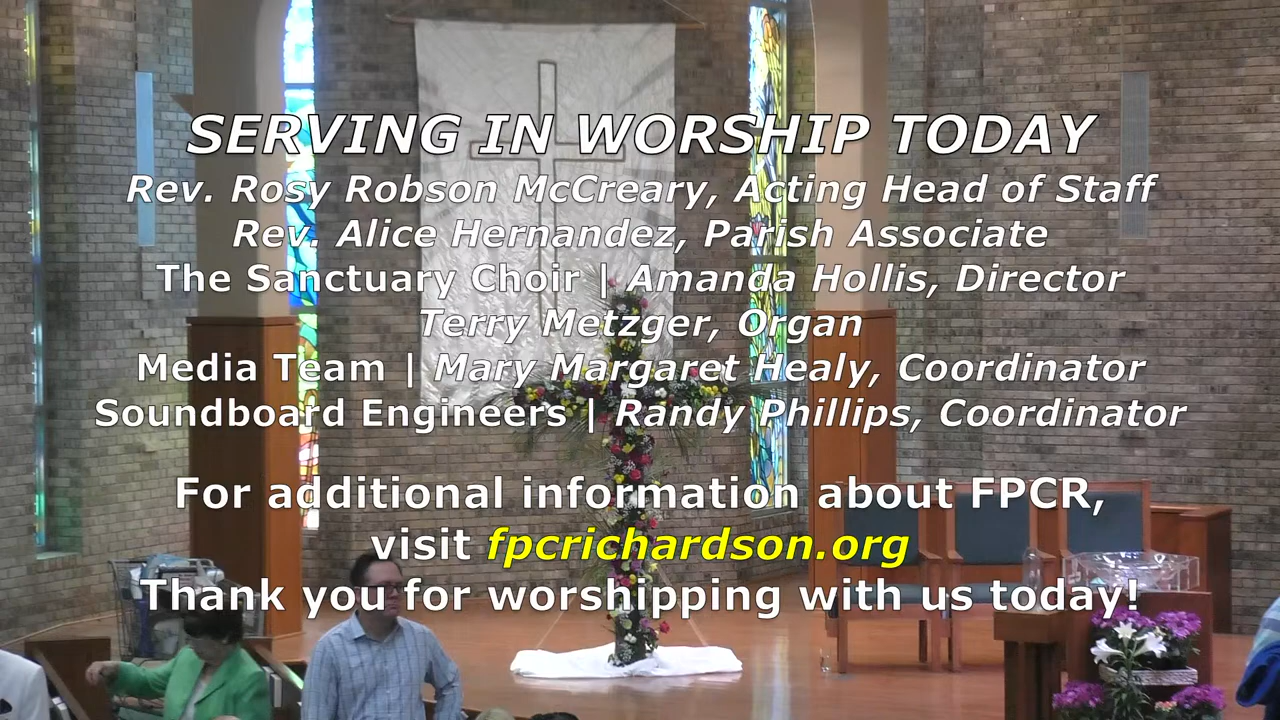 SERVING IN WORSHIP TODAY
Rev. Rosy Robson McCreary, Acting Head of Staff
Rev. Alice Hernandez, Parish Associate
The Sanctuary Choir | Amanda Hollis, Director
Terry Metzger, Organ
Media Team | Mary Margaret Healy, Coordinator
Soundboard Engineers | Randy Phillips, Coordinator
For additional information about FPCR,
visit fpcrichardson.org
Thank you for worshipping with us today!